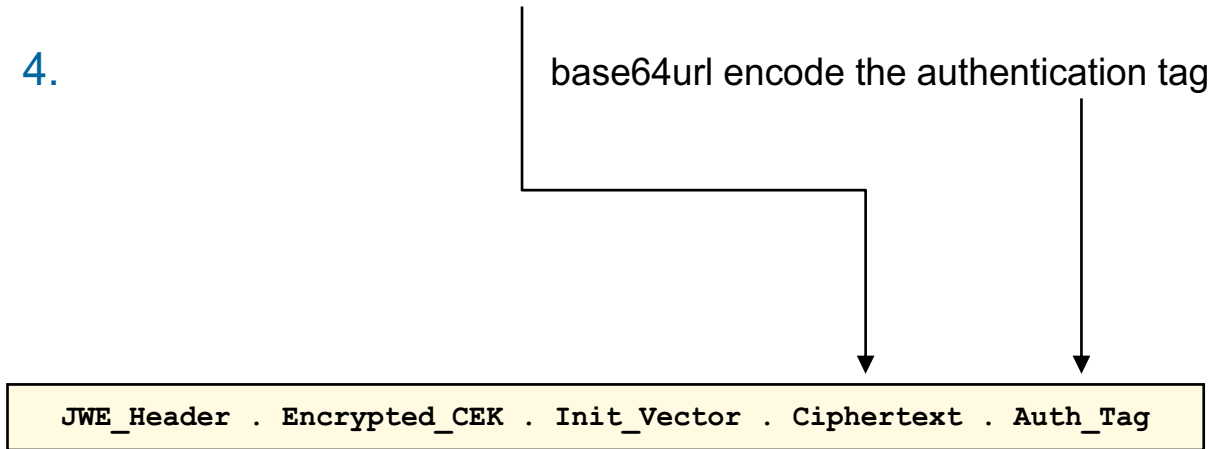 4. base64url encode the authentication tag
JWE_Header . Encrypted_CEK . Init_Vector . Ciphertext . Auth_Tag